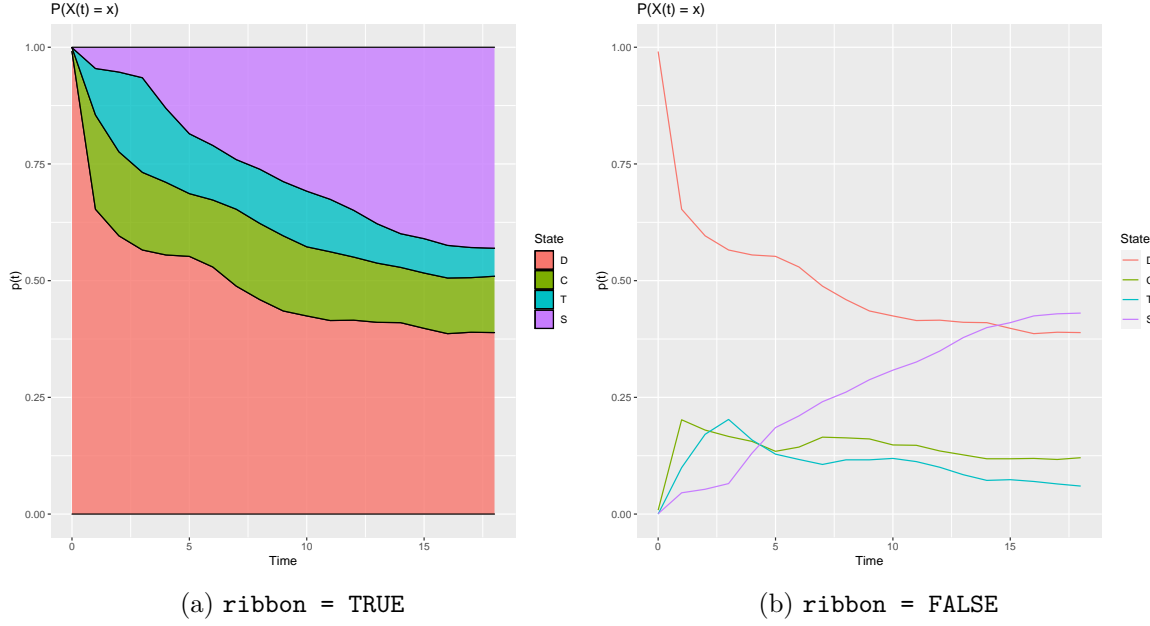 P(X(t) = x)
1.00
0.75
0.50
0.25
0.00
p(t)
0
5
10
15
Time
State
D
C
T
S
(a) ribbon = TRUE
P(X(t) = x)
1.00
0.75
0.50
0.25
0.00
p(t)
0
5
10
15
Time
State
D
C
T
S
(b) ribbon = FALSE